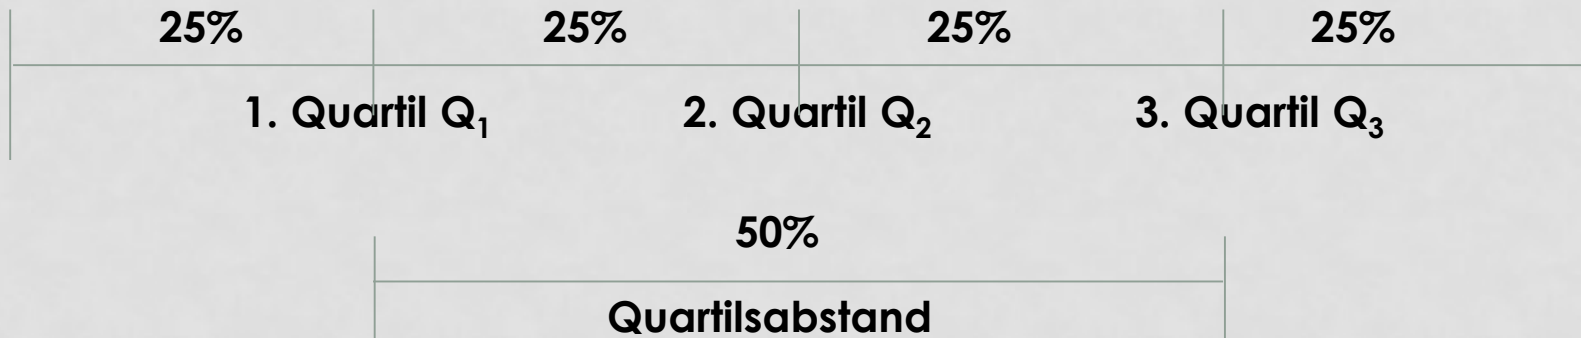 25% 25% 25% 25%
1. Quartil Q₁ 2. Quartil Q₂ 3. Quartil Q₃
50%
Quartilsabstand